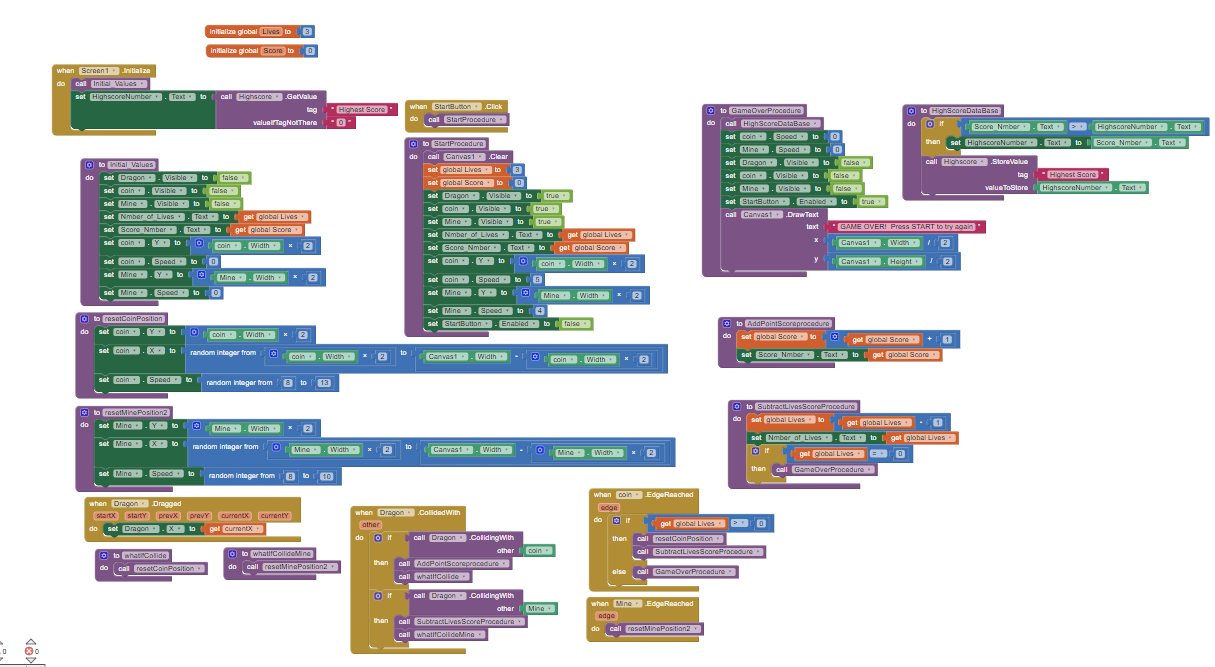 initialize global Lives to 3
initialize global Score to 0
when Screen1 .Initialize
do call Initial_Values
set HighscoreNumber . Text to call Highscore .GetValue
tag " Highest Score "
valueIfTagNotThere " 0 "
when StartButton .Click
do call StartProcedure
to Initial_Values
do set Dragon . Visible to false
set coin . Visible to false
set Mine . Visible to false
set Nmber_of_Lives . Text to get global Lives
set Score_Nmber . Text to get global Score
set coin . Y to coin . Width × 2
set coin . Speed to 0
set Mine . Y to Mine . Width × 2
set Mine . Speed to 0
to StartProcedure
do call Canvas1 .Clear
set global Lives to 3
set global Score to 0
set Dragon . Visible to true
set coin . Visible to true
set Mine . Visible to true
set Nmber_of_Lives . Text to get global Lives
set Score_Nmber . Text to get global Score
set coin . Y to coin . Width × 2
set coin . Speed to 5
set Mine . Y to Mine . Width × 2
set Mine . Speed to 4
set StartButton . Enabled to false
to GameOverProcedure
do call HighScoreDataBase
set coin . Speed to 0
set Mine . Speed to 0
set Dragon . Visible to false
set coin . Visible to false
set Mine . Visible to false
set StartButton . Enabled to true
call Canvas1 .DrawText
text " GAME OVER! Press START to try again "
x Canvas1 . Width / 2
y Canvas1 . Height / 2
to HighScoreDataBase
do if Score_Nmber . Text > HighscoreNumber . Text
then set HighscoreNumber . Text to Score_Nmber . Text
call Highscore .StoreValue
tag " Highest Score "
valueToStore HighscoreNumber . Text
to resetCoinPosition
do set coin . Y to coin . Width × 2
set coin . X to random integer from coin . Width × 2 to Canvas1 . Width - coin . Width × 2
set coin . Speed to random integer from 8 to 13
to resetMinePosition2
do set Mine . Y to Mine . Width × 2
set Mine . X to random integer from Mine . Width × 2 to Canvas1 . Width - Mine . Width × 2
set Mine . Speed to random integer from 8 to 10
to AddPointScoreprocedure
do set global Score to get global Score + 1
set Score_Nmber . Text to get global Score
to SubtractLivesScoreProcedure
do set global Lives to get global Lives - 1
set Nmber_of_Lives . Text to get global Lives
if get global Lives = 0
then call GameOverProcedure
when Dragon .Dragged
startX startY prevX prevY currentX currentY
do set Dragon . X to get currentX
to whatIfCollide
do call resetCoinPosition
to whatIfCollideMine
do call resetMinePosition2
when Dragon .CollidedWith
other
do if call Dragon .CollidingWith
other coin
then call AddPointScoreprocedure
call whatIfCollide
if call Dragon .CollidingWith
other Mine
then call SubtractLivesScoreProcedure
call whatIfCollideMine
when coin .EdgeReached
edge
do if get global Lives > 0
then call resetCoinPosition
call SubtractLivesScoreProcedure
else call GameOverProcedure
when Mine .EdgeReached
edge
do call resetMinePosition2
0 0